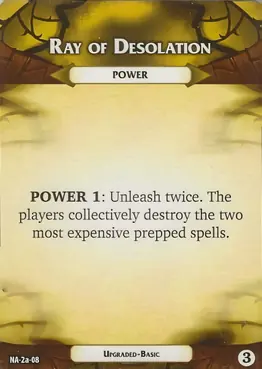 RAY OF DESOLATION
POWER
POWER 1: Unleash twice. The
players collectively destroy the two
most expensive prepped spells.
UPGRADED-BASIC
NA-2a-08
3